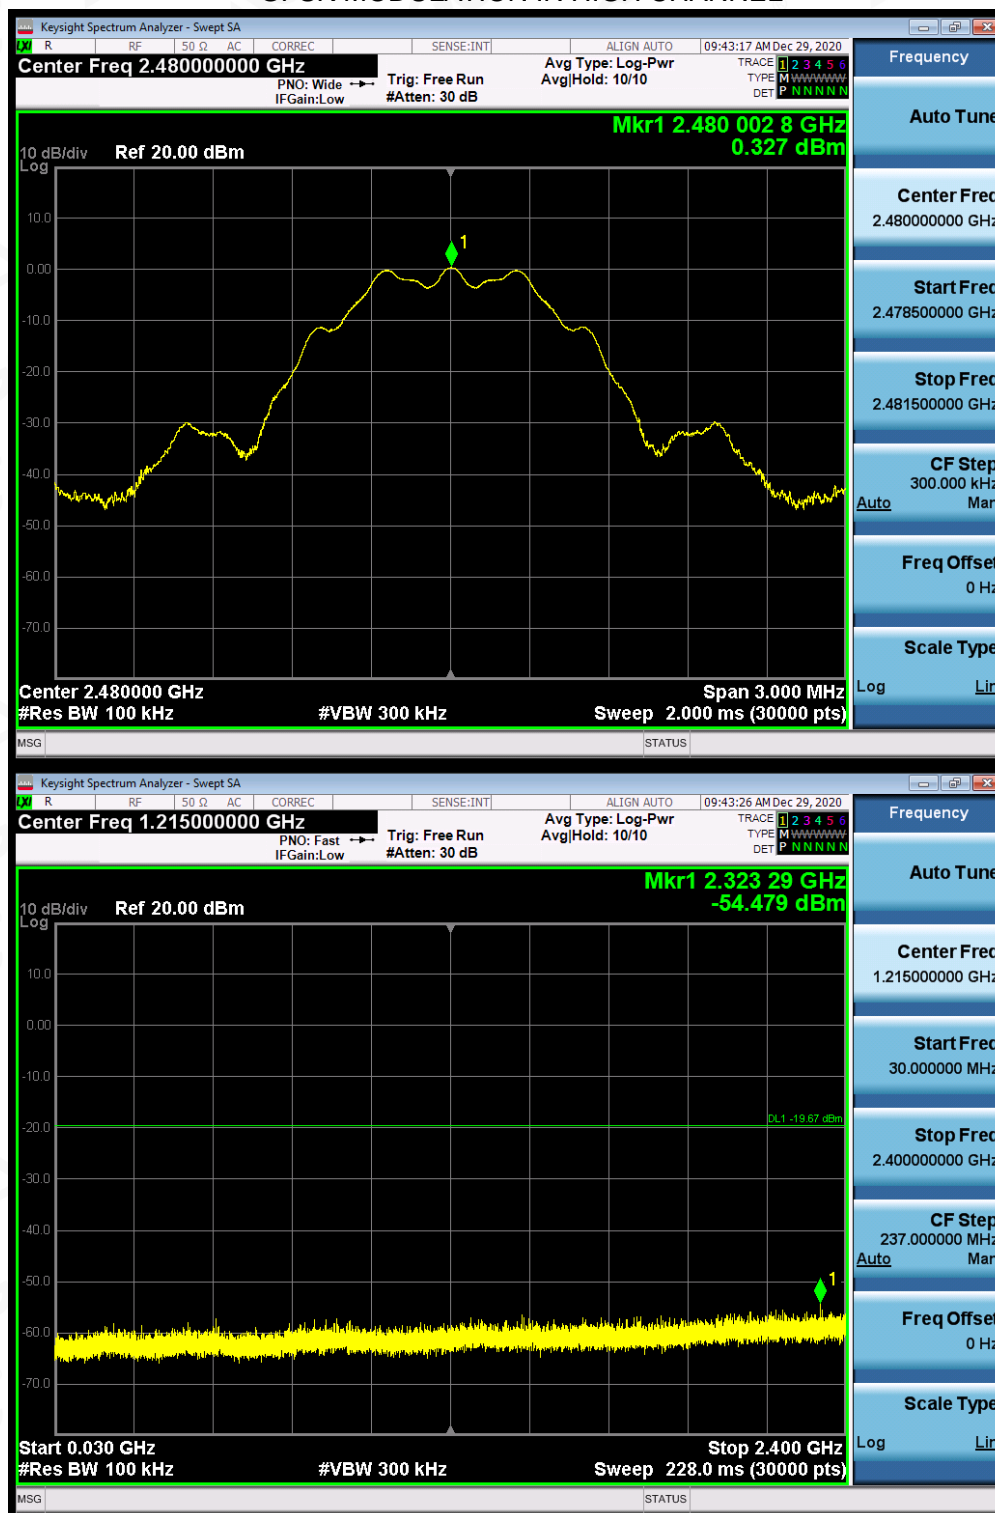 GFSK MODULATION IN HIGH CHANNEL
Keysight Spectrum Analyzer - Swept SA
LXI R RF 50 Ω AC CORREC SENSE:INT ALIGN AUTO 09:43:17 AM Dec 29, 2020
Center Freq 2.480000000 GHz
PNO: Wide
IFGain:Low
Trig: Free Run
#Atten: 30 dB
Avg Type: Log-Pwr
Avg|Hold: 10/10
TRACE 1 2 3 4 5 6
TYPE M WWWWW
DET P N N N N N
Mkr1 2.480 002 8 GHz
0.327 dBm
10 dB/div Ref 20.00 dBm
Log
1
10.0
0.00
-10.0
-20.0
-30.0
-40.0
-50.0
-60.0
-70.0
Center 2.480000 GHz Span 3.000 MHz
#Res BW 100 kHz #VBW 300 kHz Sweep 2.000 ms (30000 pts)
MSG STATUS
Frequency
Auto Tune
Center Freq
2.480000000 GHz
Start Freq
2.478500000 GHz
Stop Freq
2.481500000 GHz
CF Step
300.000 kHz
Auto Man
Freq Offset
0 Hz
Scale Type
Log Lin
Keysight Spectrum Analyzer - Swept SA
LXI R RF 50 Ω AC CORREC SENSE:INT ALIGN AUTO 09:43:26 AM Dec 29, 2020
Center Freq 1.215000000 GHz
PNO: Fast
IFGain:Low
Trig: Free Run
#Atten: 30 dB
Avg Type: Log-Pwr
Avg|Hold: 10/10
TRACE 1 2 3 4 5 6
TYPE M WWWWW
DET P N N N N N
Mkr1 2.323 29 GHz
-54.479 dBm
10 dB/div Ref 20.00 dBm
Log
10.0
0.00
-10.0
DL1 -19.67 dBm
-20.0
-30.0
-40.0
-50.0
1
-60.0
-70.0
Start 0.030 GHz Stop 2.400 GHz
#Res BW 100 kHz #VBW 300 kHz Sweep 228.0 ms (30000 pts)
MSG STATUS
Frequency
Auto Tune
Center Freq
1.215000000 GHz
Start Freq
30.000000 MHz
Stop Freq
2.400000000 GHz
CF Step
237.000000 MHz
Auto Man
Freq Offset
0 Hz
Scale Type
Log Lin